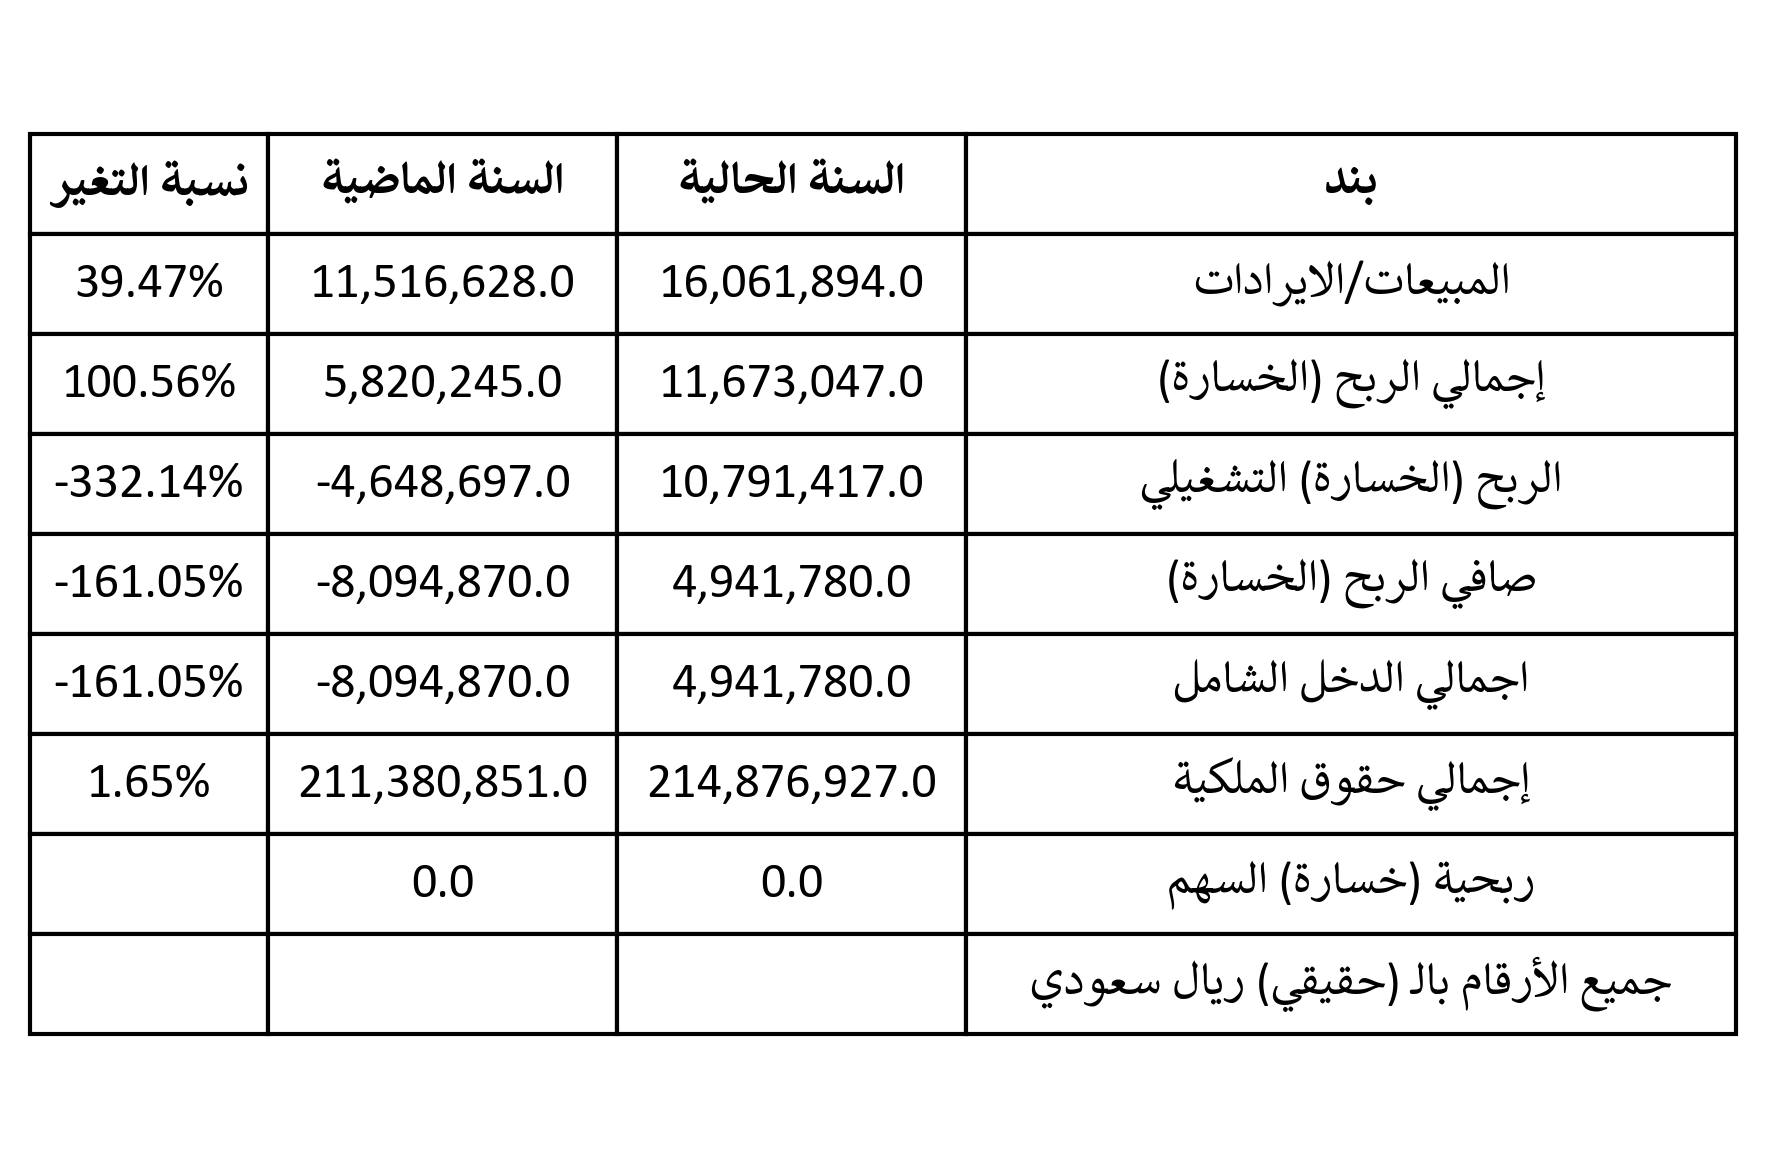 بند السنة الحالية السنة الماضية نسبة التغير
المبيعات/الايرادات 16,061,894.0 11,516,628.0 39.47%
إجمالي الربح (الخسارة) 11,673,047.0 5,820,245.0 100.56%
الربح (الخسارة) التشغيلي 10,791,417.0 -4,648,697.0 -332.14%
صافي الربح (الخسارة) 4,941,780.0 -8,094,870.0 -161.05%
اجمالي الدخل الشامل 4,941,780.0 -8,094,870.0 -161.05%
إجمالي حقوق الملكية 214,876,927.0 211,380,851.0 1.65%
ربحية (خسارة) السهم 0.0 0.0
جميع الأرقام بالـ (حقيقي) ريال سعودي